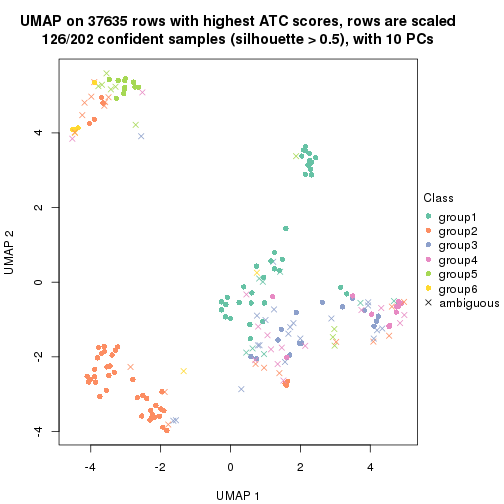 UMAP on 37635 rows with highest ATC scores, rows are scaled
126/202 confident samples (silhouette > 0.5), with 10 PCs
UMAP 2
4
2
0
-2
-4
-4
-2
0
2
4
UMAP 1
Class
group1
group2
group3
group4
group5
group6
ambiguous